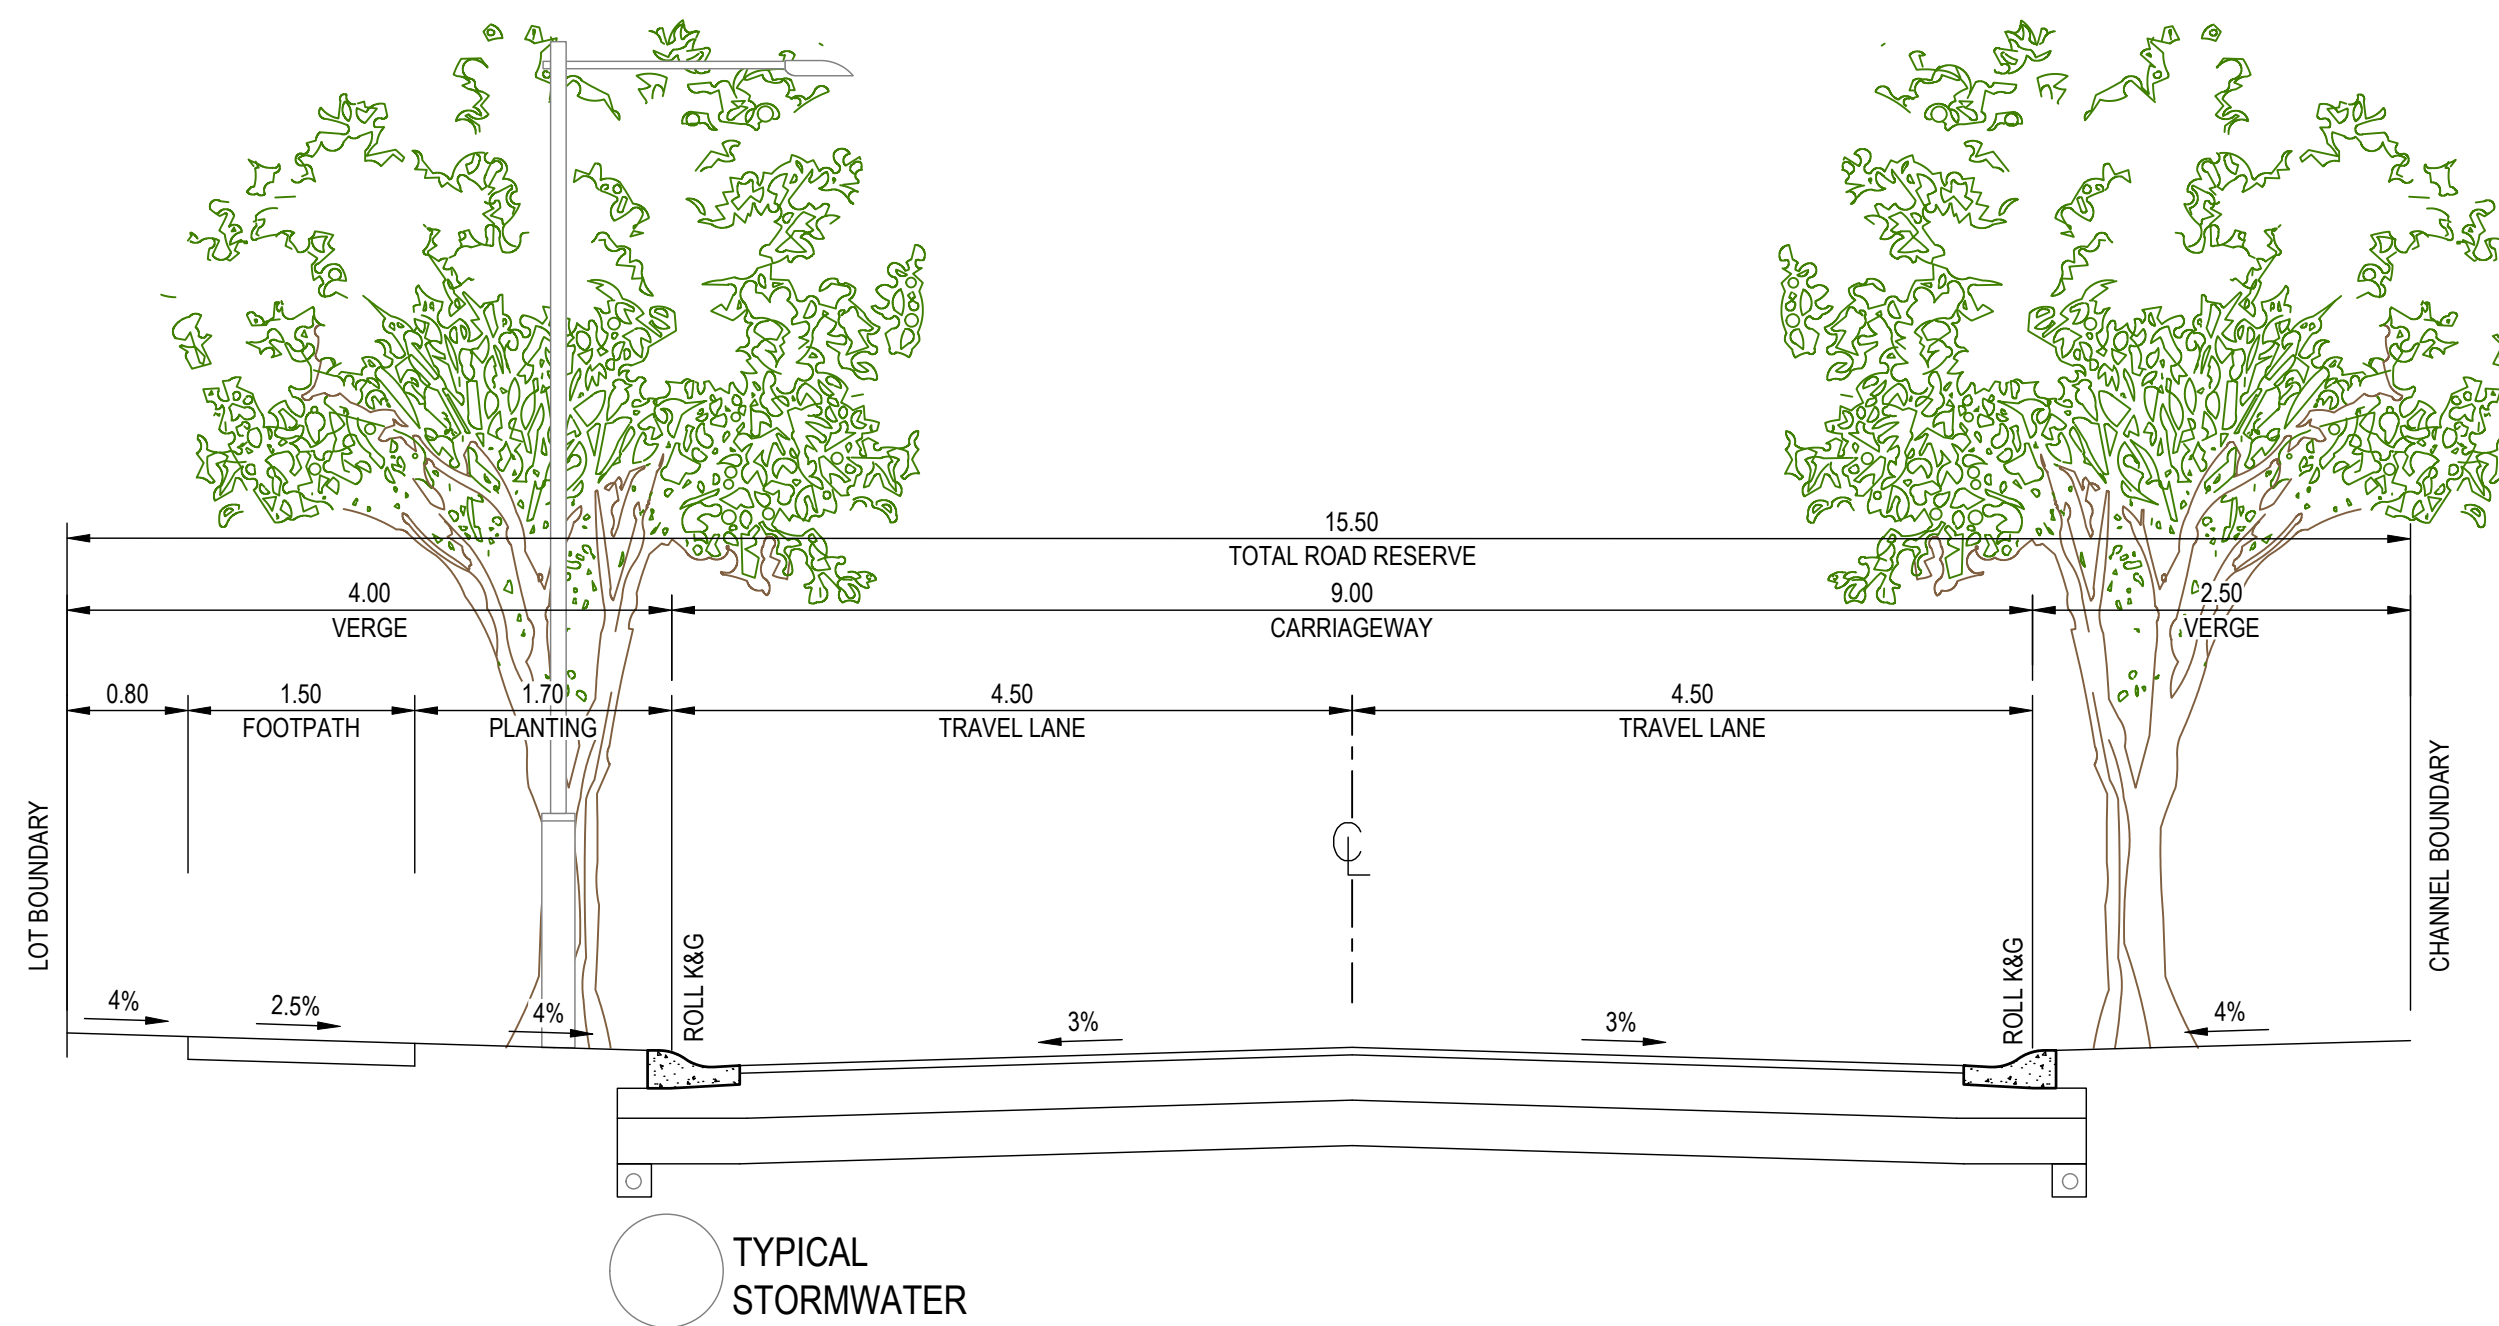 15.50
TOTAL ROAD RESERVE
4.00
VERGE
9.00
CARRIAGEWAY
2.50
VERGE
0.80
1.50
FOOTPATH
1.70
PLANTING
4.50
TRAVEL LANE
4.50
TRAVEL LANE
LOT BOUNDARY
CHANNEL BOUNDARY
CL
ROLL K&G
ROLL K&G
4%
2.5%
4%
3%
3%
4%
TYPICAL
STORMWATER